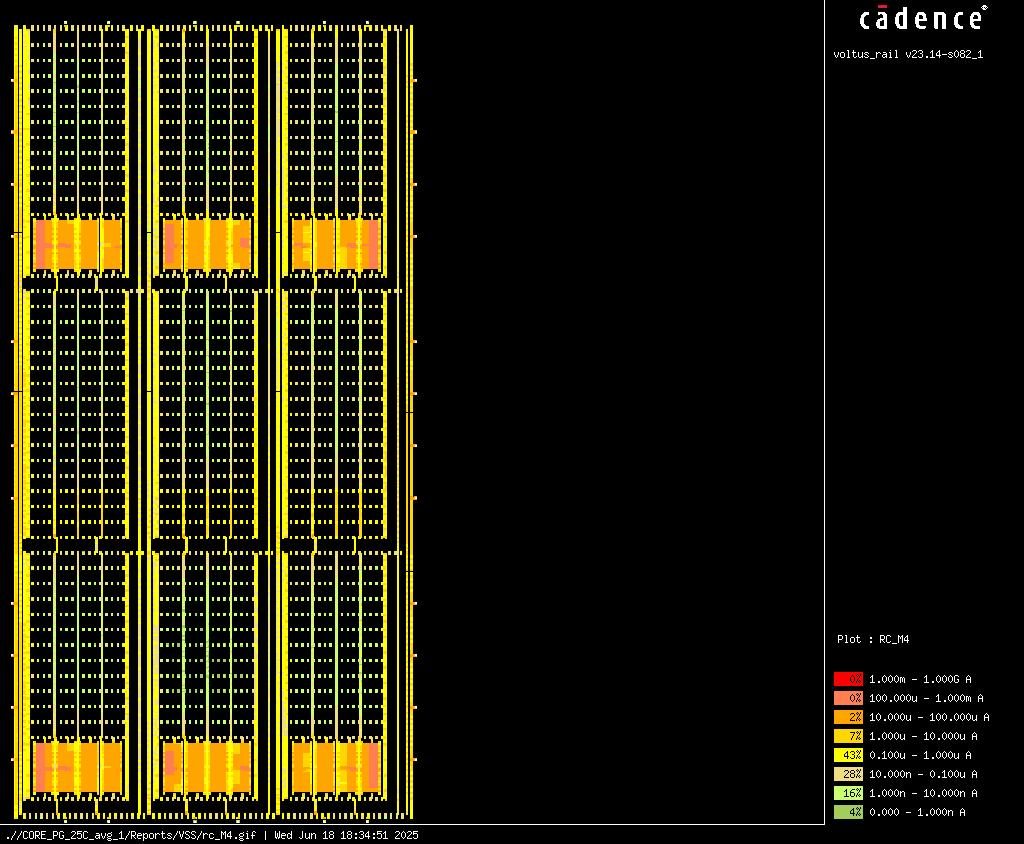 cādence®
voltus_rail v23.14-s082_1
Plot : RC_M4
0% 1.000m - 1.000G A
0% 100.000u - 1.000m A
2% 10.000u - 100.000u A
7% 1.000u - 10.000u A
43% 0.100u - 1.000u A
28% 10.000n - 0.100u A
16% 1.000n - 10.000n A
4% 0.000 - 1.000n A
.//CORE_PG_25C_avg_1/Reports/VSS/rc_M4.gif | Wed Jun 18 18:34:51 2025